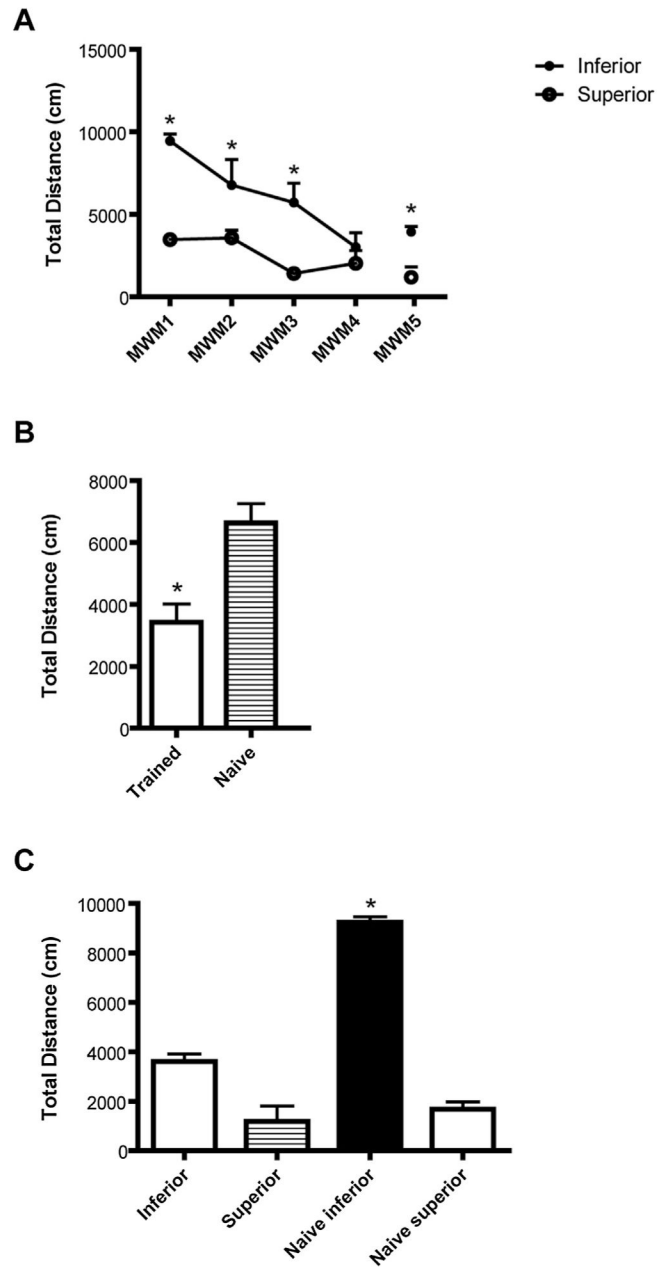 A
Total Distance (cm)
15000
10000
5000
0
*
*
*
*
MWM1
MWM2
MWM3
MWM4
MWM5
Inferior
Superior
B
Total Distance (cm)
8000
6000
4000
2000
0
*
Trained
Naive
C
Total Distance (cm)
10000
8000
6000
4000
2000
0
*
Inferior
Superior
Naive inferior
Naive superior